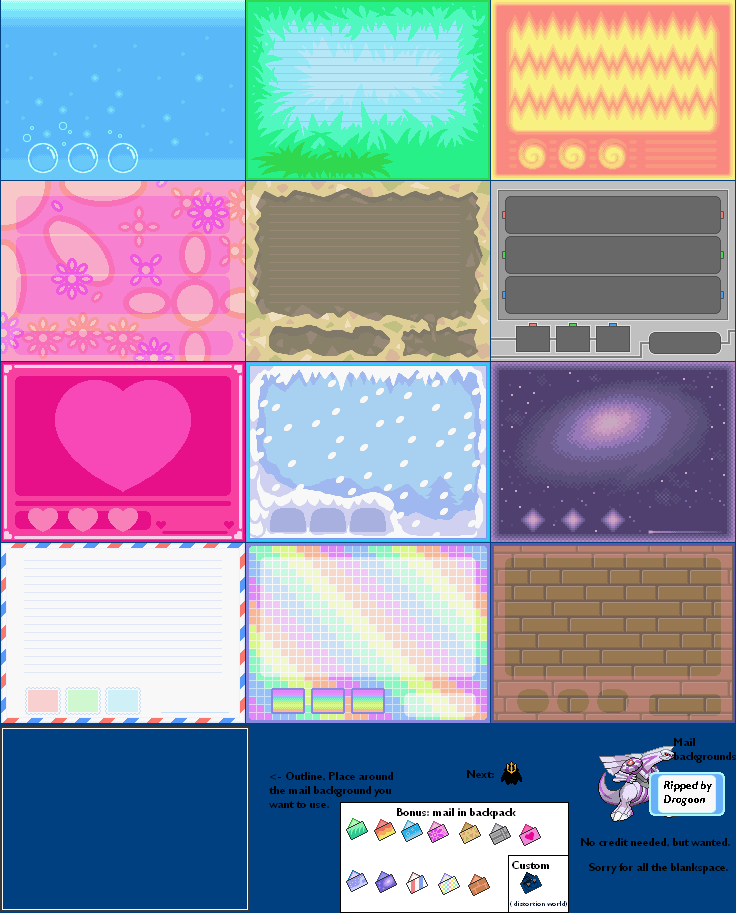 <- Outline. Place around
the mail background you
want to use.
Next:
Mail
backgrounds
Ripped by
Dragoon
Bonus: mail in backpack
No credit needed, but wanted.
Sorry for all the blankspace.
Custom
( distortion world)